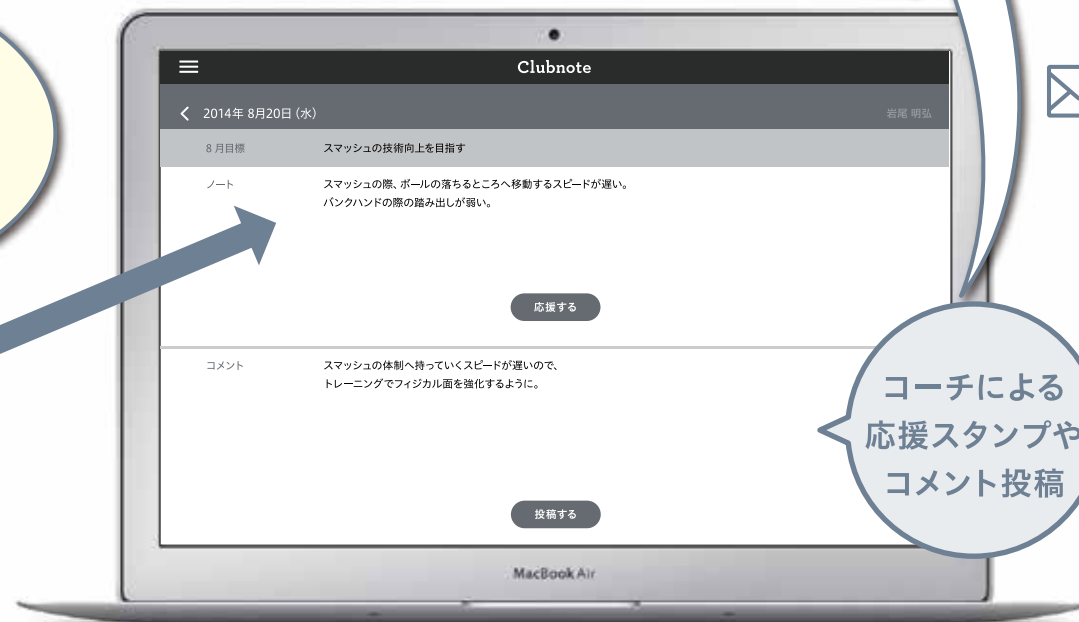 Clubnote
2014年 8月20日（水）
岩尾 明弘
8月目標
スマッシュの技術向上を目指す
ノート
スマッシュの際、ボールの落ちるところへ移動するスピードが遅い。
バンクハンドの際の踏み出しが弱い。
応援する
コメント
スマッシュの体制へ持っていくスピードが遅いので、
トレーニングでフィジカル面を強化するように。
投稿する
コーチによる
応援スタンプや
コメント投稿
MacBook Air